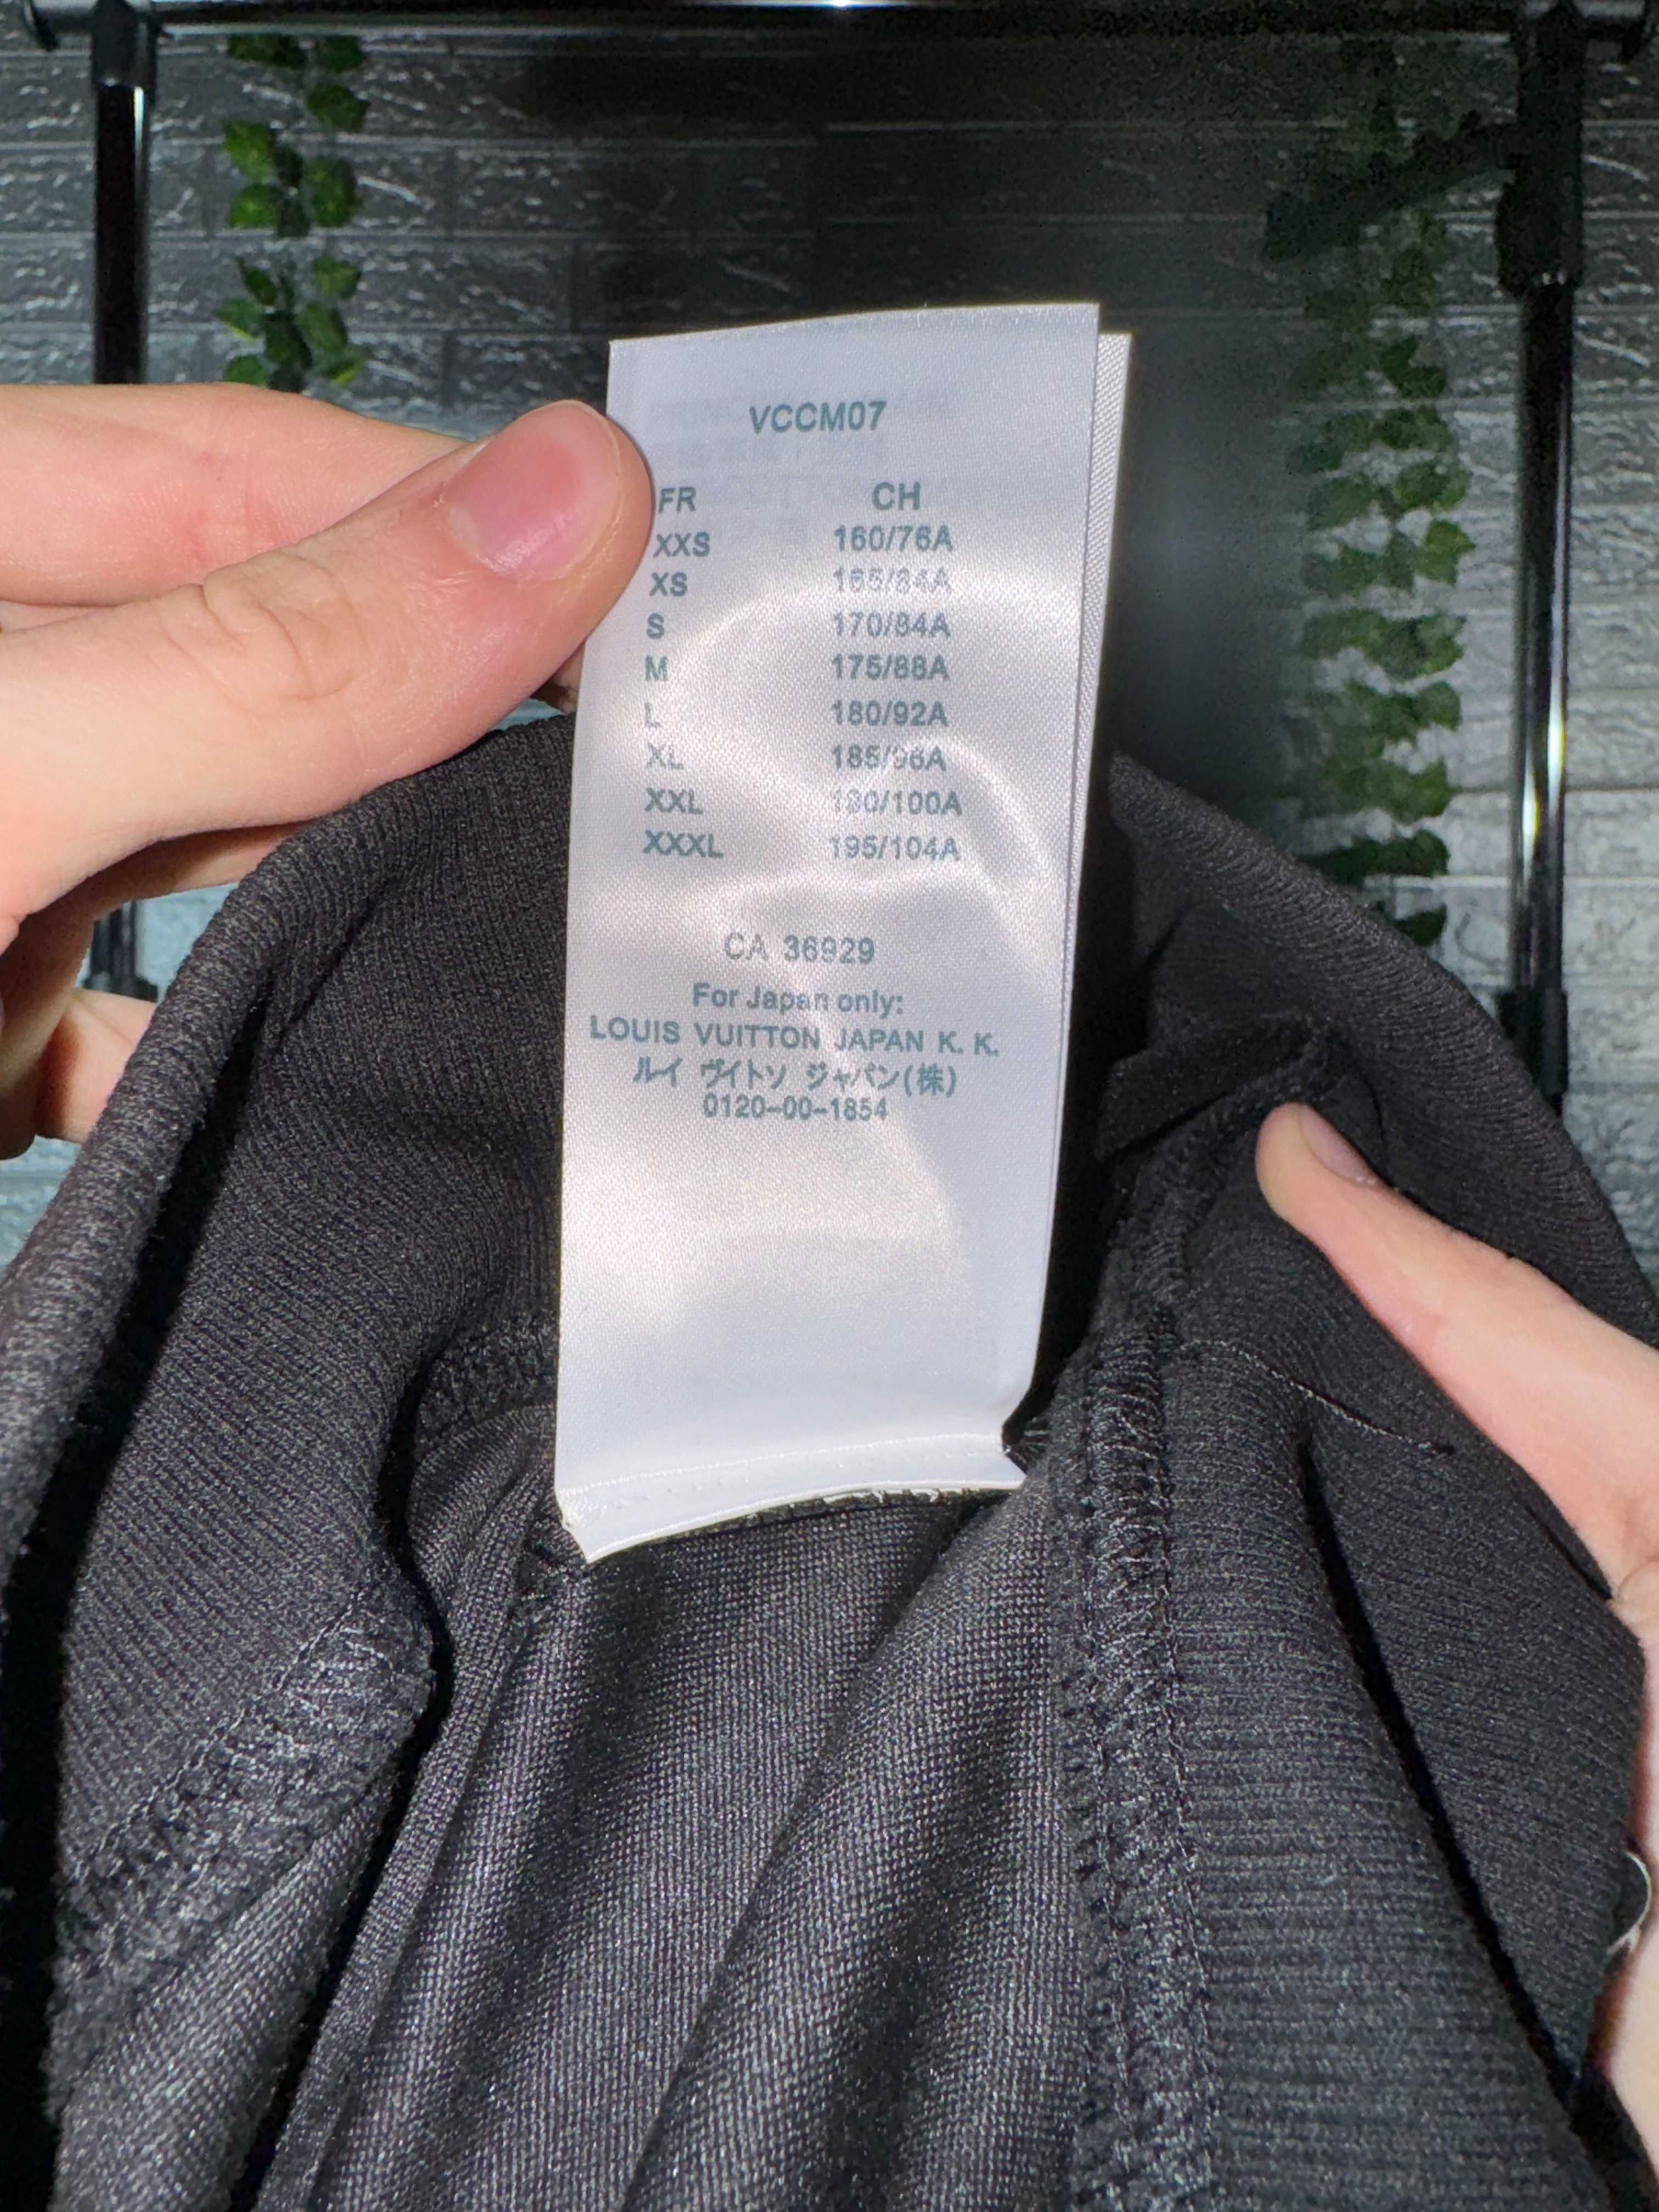 VCCM07
FR CH
XXS 160/76A
XS 165/84A
S 170/84A
M 175/88A
L 180/92A
XL 185/96A
XXL 190/100A
XXXL 195/104A
CA 36929
For Japan only:
LOUIS VUITTON JAPAN K. K.
ルイ ヴィトソ ジャパン(株)
0120-00-1854